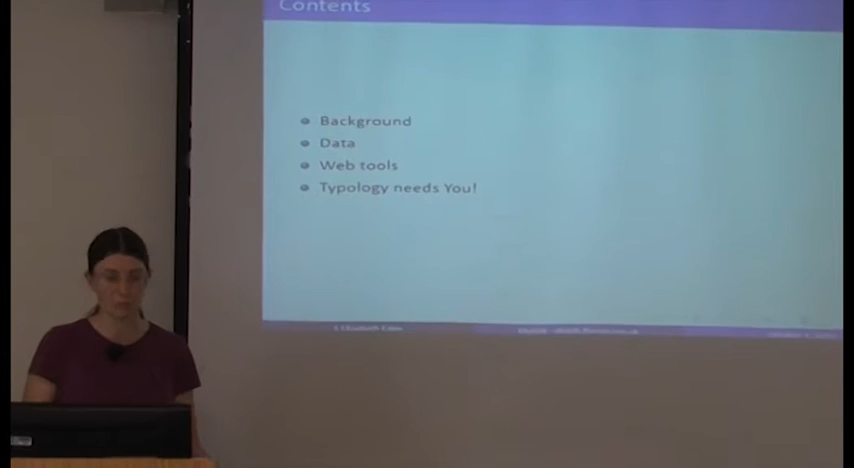 Contents
Background
Data
Web tools
Typology needs You!